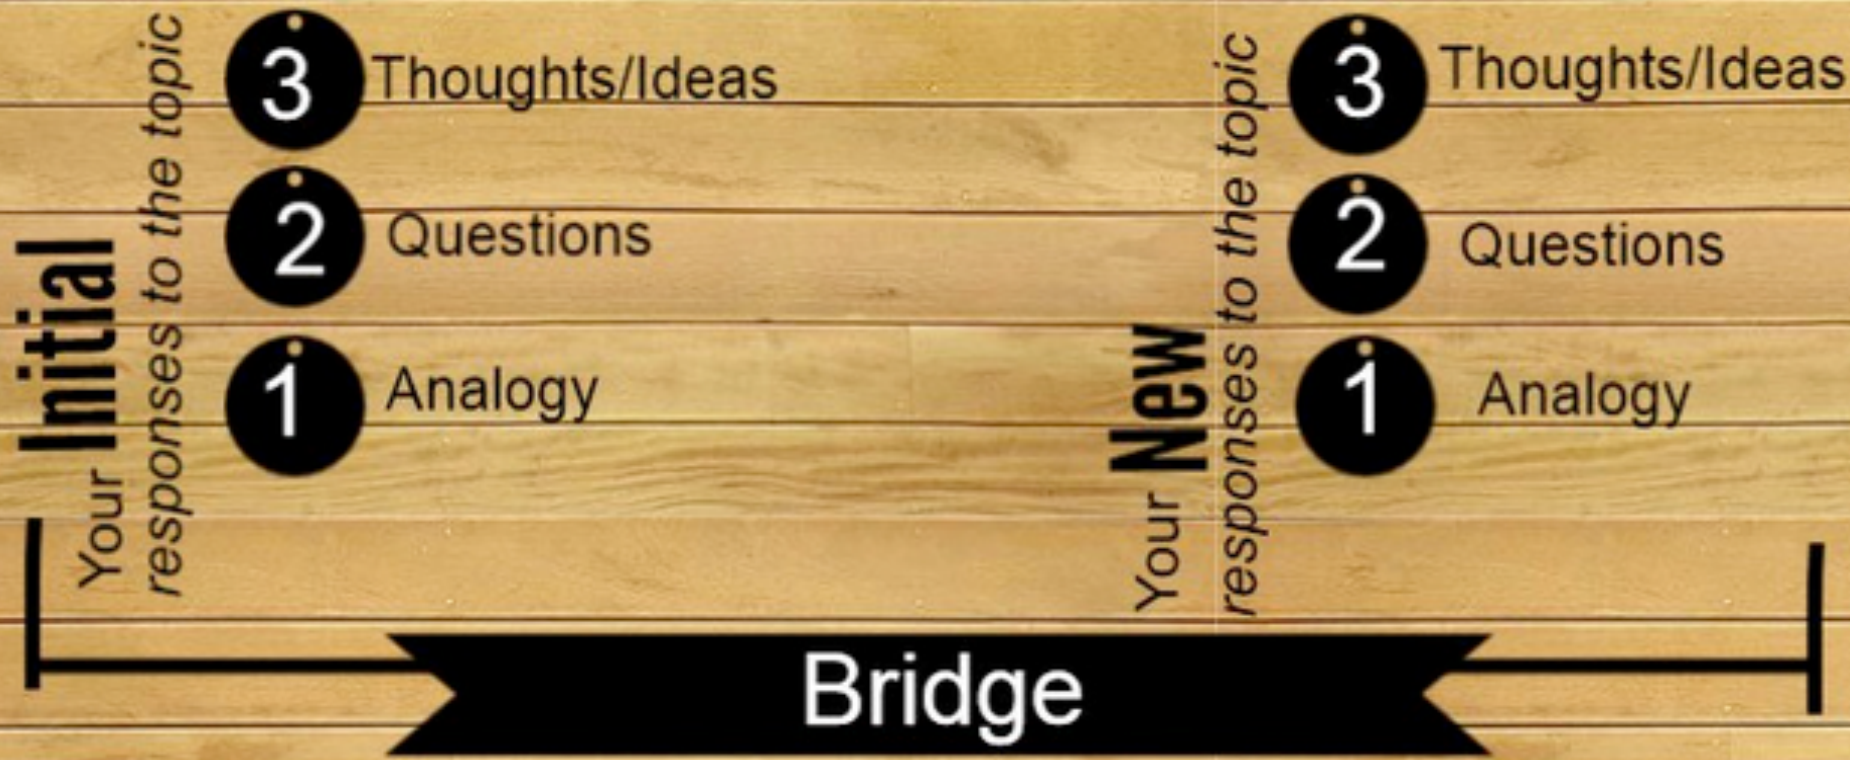 Your Initial
responses to the topic
3 Thoughts/Ideas
2 Questions
1 Analogy
Your New
responses to the topic
3 Thoughts/Ideas
2 Questions
1 Analogy
Bridge